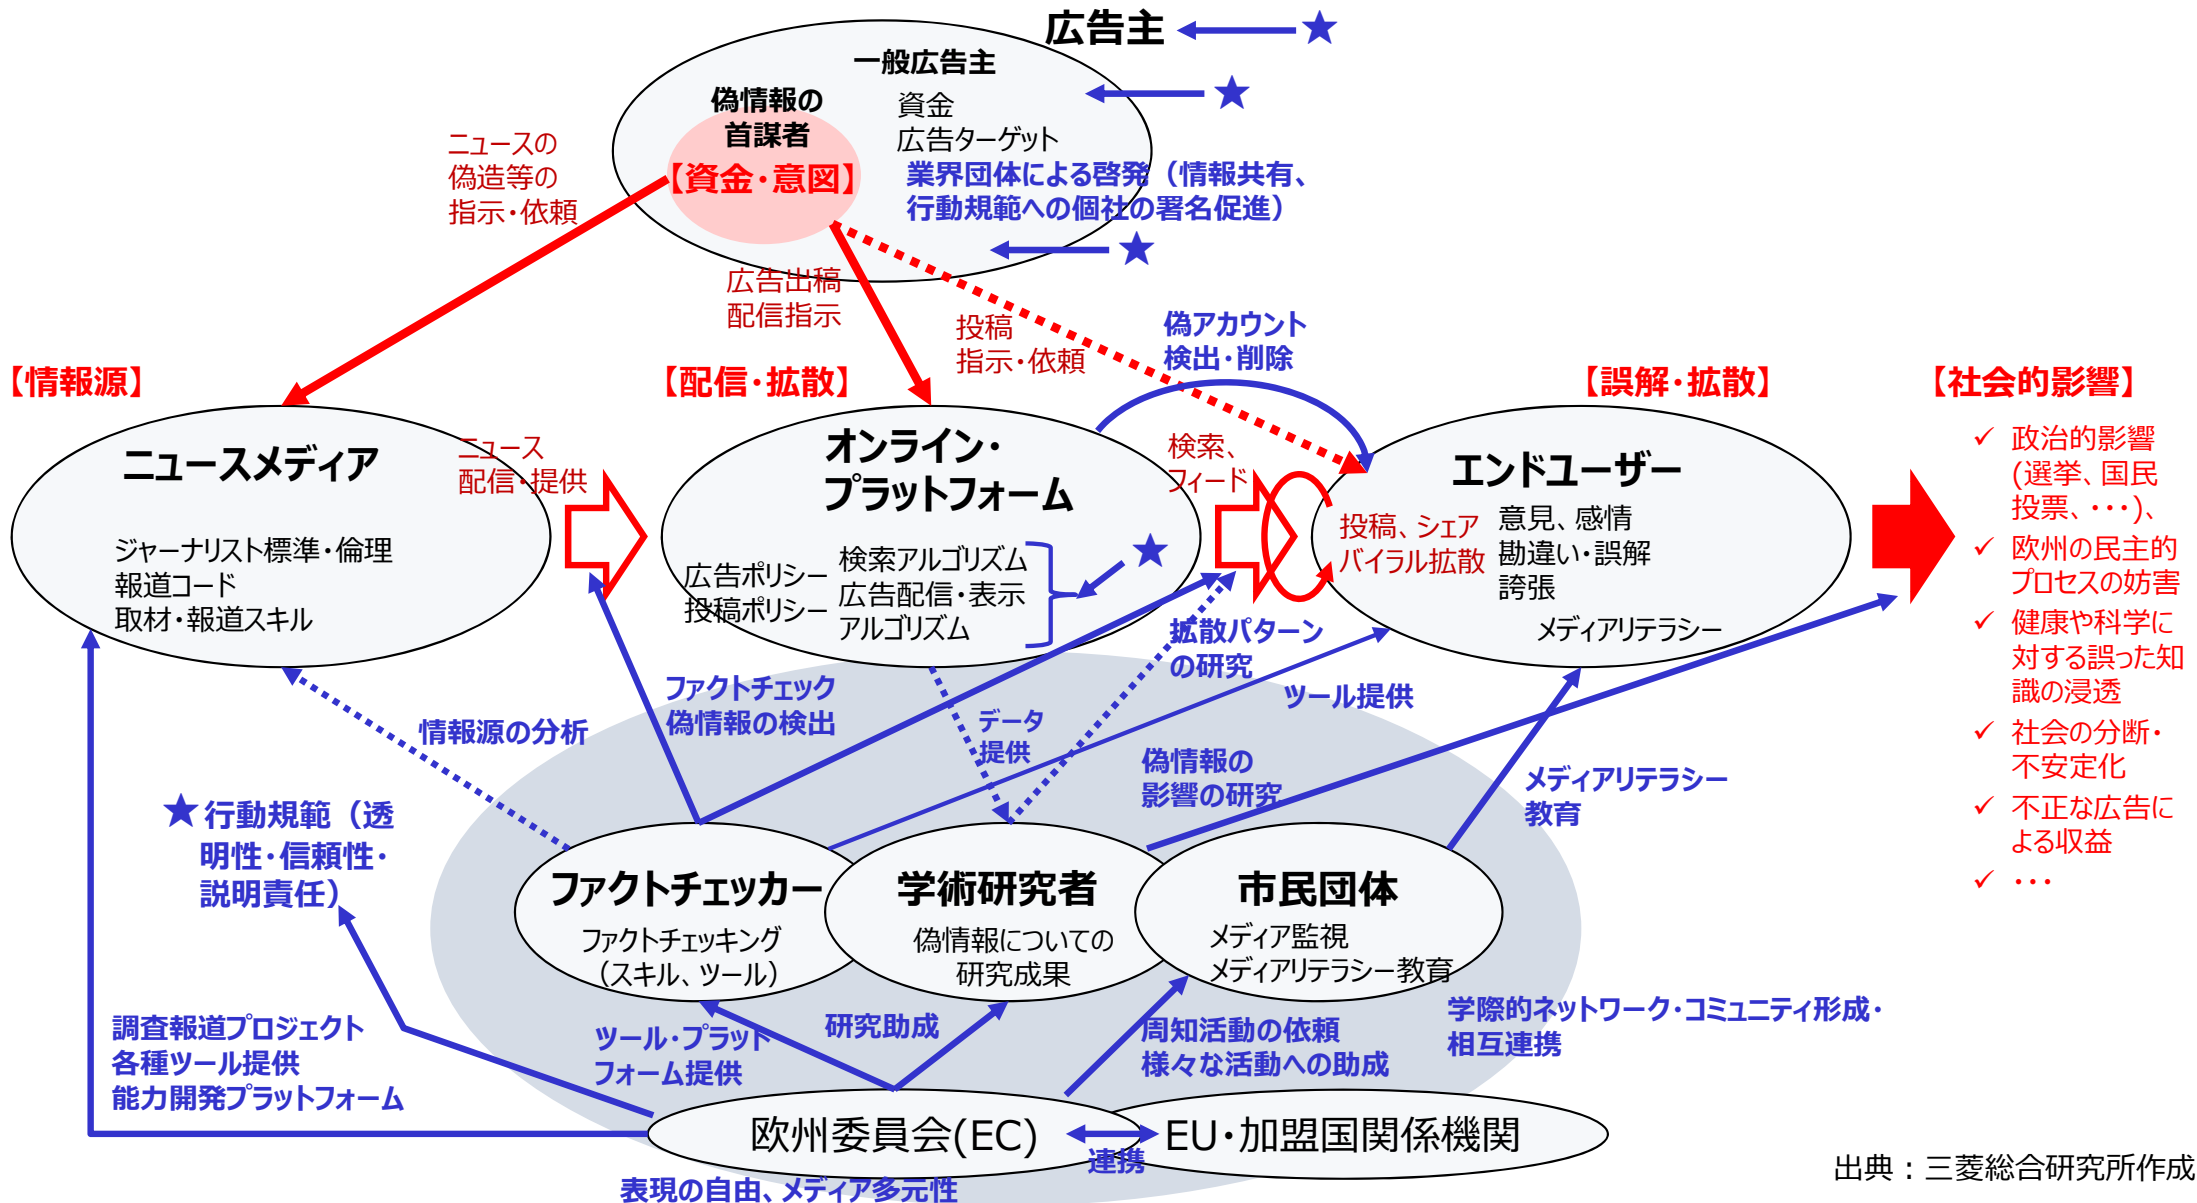 広告主
一般広告主
偽情報の
首謀者
【資金・意図】
資金
広告ターゲット
業界団体による啓発（情報共有、
行動規範への個社の署名促進）
ニュースの
偽造等の
指示・依頼
広告出稿
配信指示
投稿
指示・依頼
偽アカウント
検出・削除
【情報源】
【配信・拡散】
【誤解・拡散】
【社会的影響】
ニュースメディア
ジャーナリスト標準・倫理
報道コード
取材・報道スキル
ニュース
配信・提供
オンライン・
プラットフォーム
広告ポリシー
投稿ポリシー
検索アルゴリズム
広告配信・表示
アルゴリズム
検索、
フィード
エンドユーザー
投稿、シェア
バイラル拡散
意見、感情
勘違い・誤解
誇張
メディアリテラシー
✓ 政治的影響
(選挙、国民
投票、・・・)、
✓ 欧州の民主的
プロセスの妨害
✓ 健康や科学に
対する誤った知
識の浸透
✓ 社会の分断・
不安定化
✓ 不正な広告に
よる収益
✓ ・・・
情報源の分析
ファクトチェック
偽情報の検出
データ
提供
拡散パターン
の研究
ツール提供
偽情報の
影響の研究
メディアリテラシー
教育
★行動規範（透
明性・信頼性・
説明責任）
ファクトチェッカー
ファクトチェッキング
（スキル、ツール）
学術研究者
偽情報についての
研究成果
市民団体
メディア監視
メディアリテラシー教育
調査報道プロジェクト
各種ツール提供
能力開発プラットフォーム
ツール・プラット
フォーム提供
研究助成
周知活動の依頼
様々な活動への助成
学際的ネットワーク・コミュニティ形成・
相互連携
欧州委員会(EC)
連携
EU・加盟国関係機関
表現の自由、メディア多元性
出典：三菱総合研究所作成